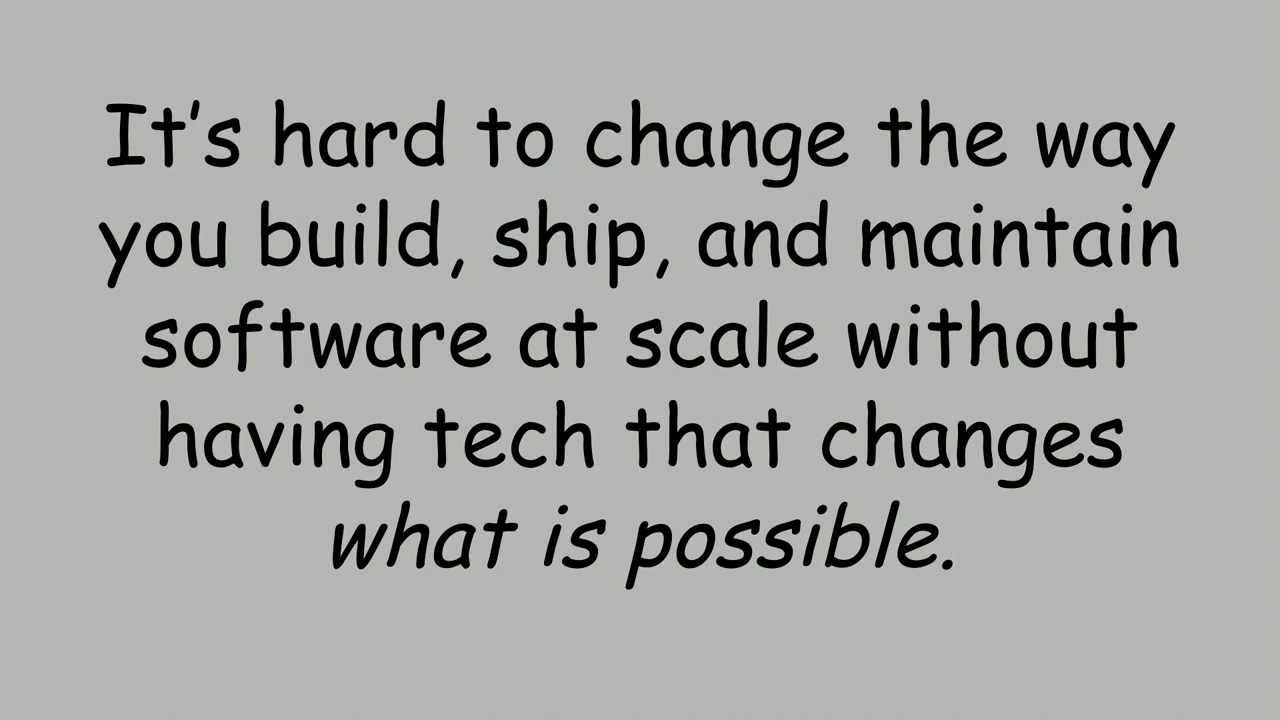 It’s hard to change the way
you build, ship, and maintain
software at scale without
having tech that changes
what is possible.